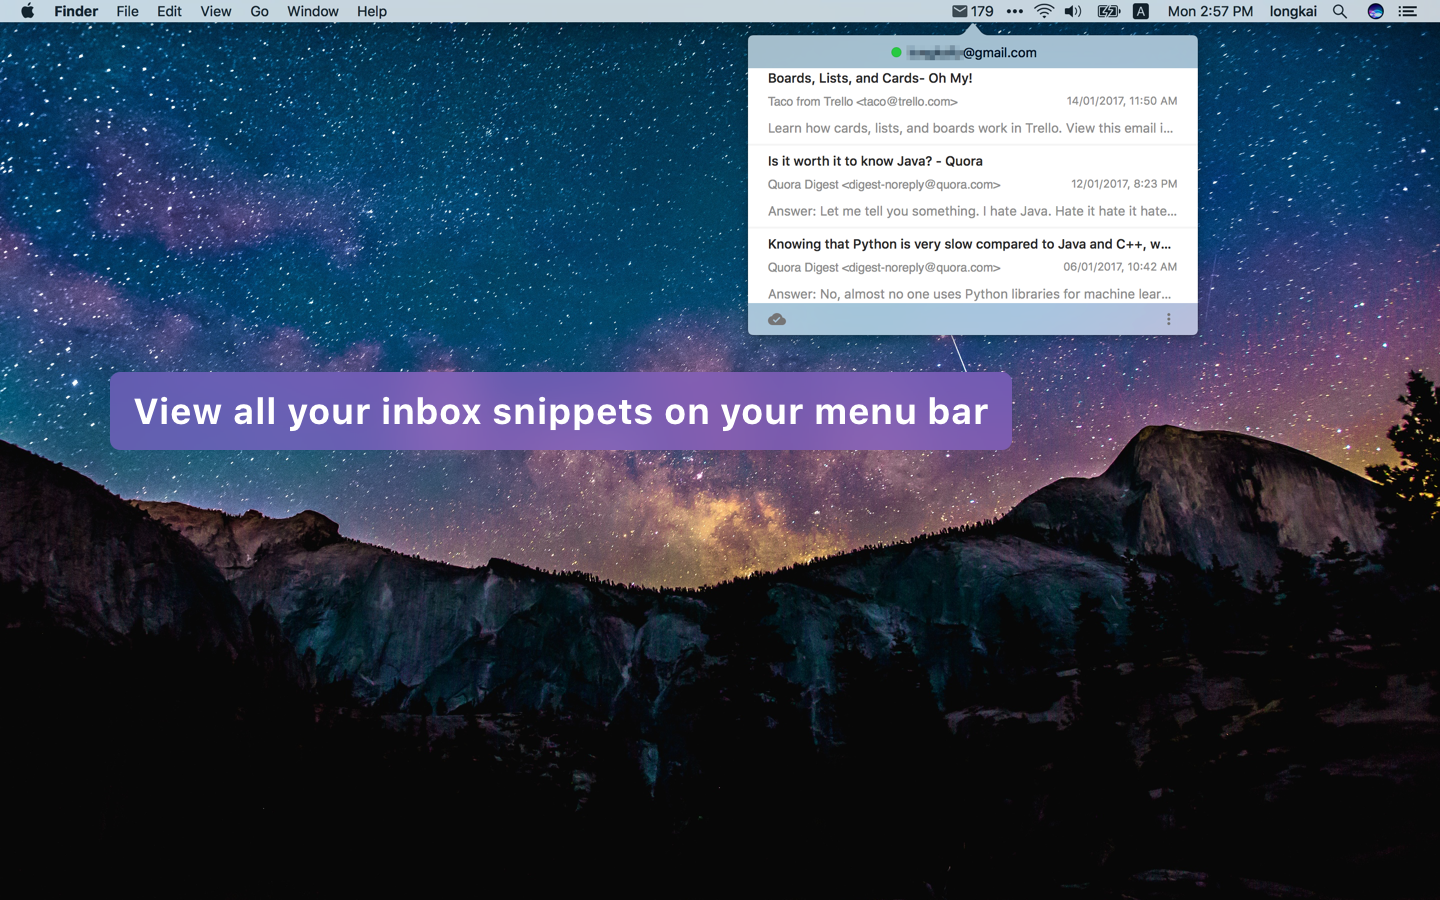 Finder File Edit View Go Window Help 179 A Mon 2:57 PM longkai
@gmail.com
Boards, Lists, and Cards- Oh My!
Taco from Trello <taco@trello.com> 14/01/2017, 11:50 AM
Learn how cards, lists, and boards work in Trello. View this email i...
Is it worth it to know Java? - Quora
Quora Digest <digest-noreply@quora.com> 12/01/2017, 8:23 PM
Answer: Let me tell you something. I hate Java. Hate it hate it hate...
Knowing that Python is very slow compared to Java and C++, w...
Quora Digest <digest-noreply@quora.com> 06/01/2017, 10:42 AM
Answer: No, almost no one uses Python libraries for machine lear...
View all your inbox snippets on your menu bar